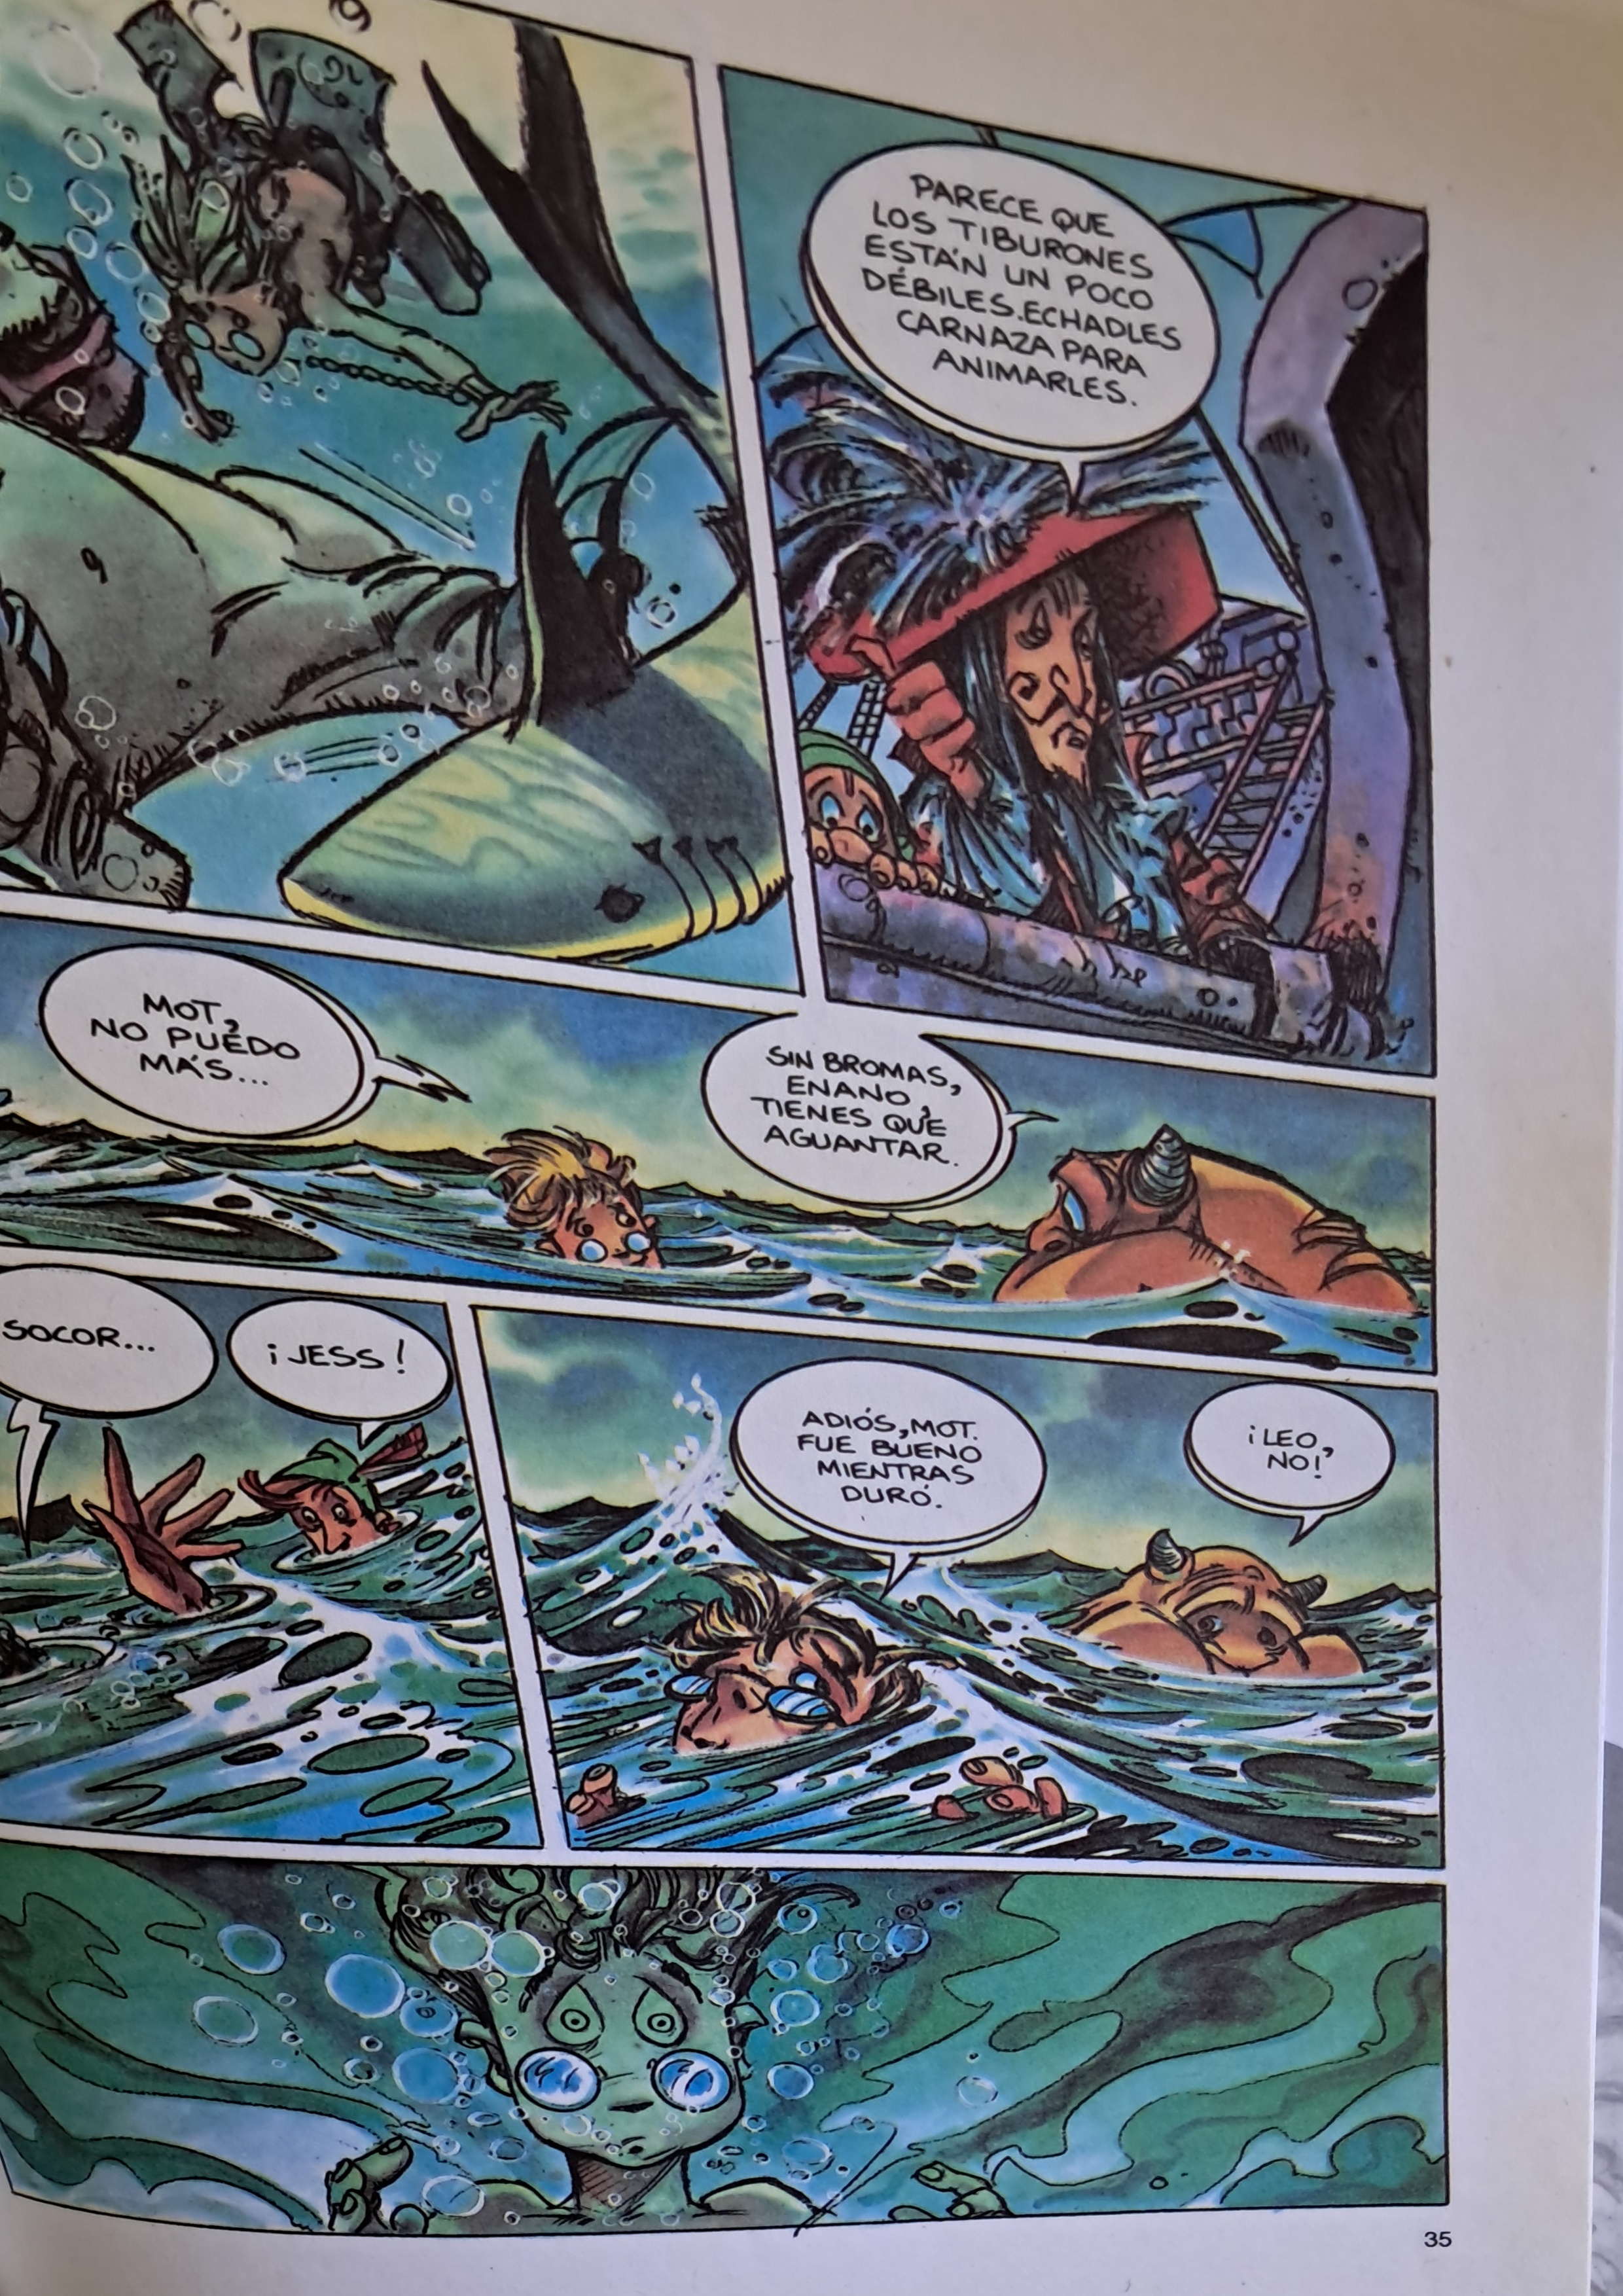 PARECE QUE
LOS TIBURONES
ESTÁN UN POCO
DÉBILES. ECHADLES
CARNAZA PARA
ANIMARLES.
MOT,
NO PUEDO
MÁS...
SIN BROMAS,
ENANO,
TIENES QUE
AGUANTAR.
SOCOR...
¡JESS!
ADIÓS, MOT.
FUE BUENO
MIENTRAS
DURÓ.
¡LEO,
NO!
35